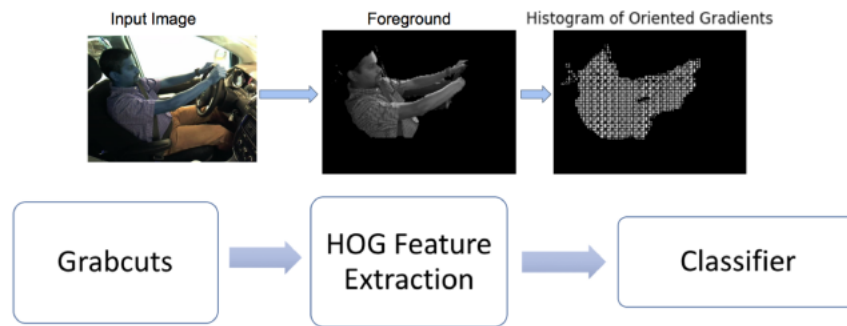 Input Image
Foreground
Histogram of Oriented Gradients
Grabcuts
HOG Feature
Extraction
Classifier